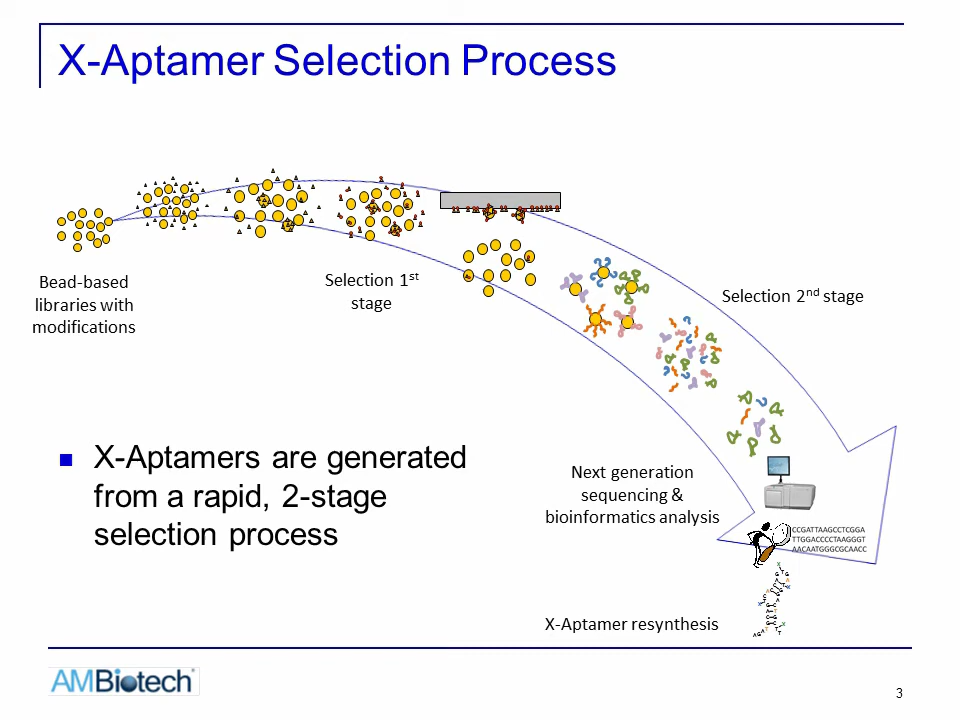 X-Aptamer Selection Process
Bead-based
libraries with
modifications
Selection 1st
stage
Selection 2nd stage
X-Aptamers are generated
from a rapid, 2-stage
selection process
Next generation
sequencing &
bioinformatics analysis
CCGATTAAGCCTCGGA
TTGGACCCCTAAGGGT
AACAATGGGCGCAACC
X-Aptamer resynthesis
AMBiotech
3